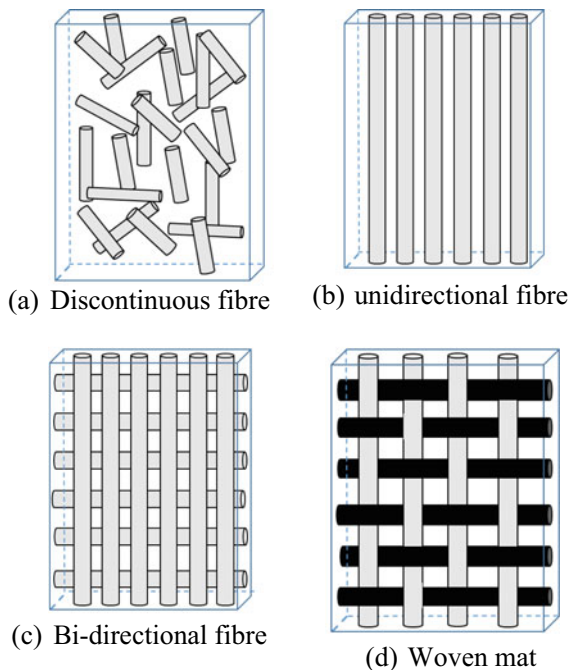 (a) Discontinuous fibre
(b) unidirectional fibre
(c) Bi-directional fibre
(d) Woven mat